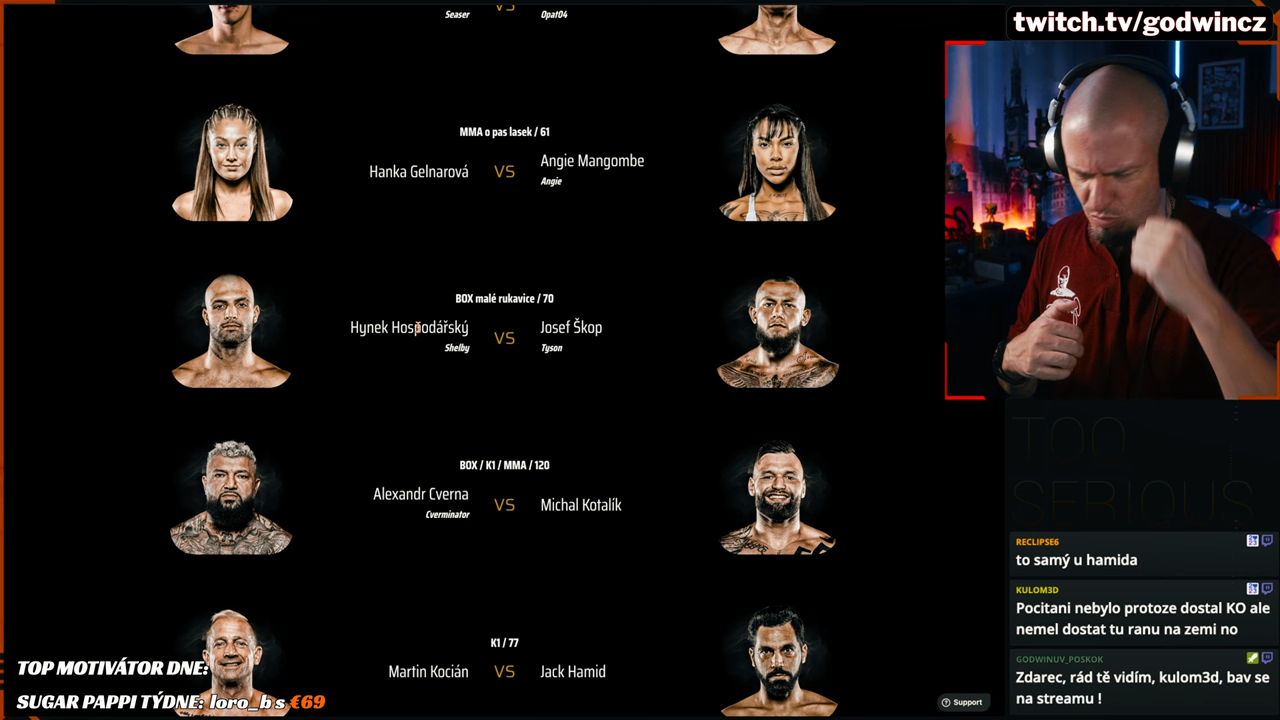 twitch.tv/godwincz
Seaser
VS
Opat04
MMA o pas lasek / 61
Hanka Gelnarová
VS
Angie Mangombe
Angie
BOX malé rukavice / 70
Hynek Hospodářský
Shelby
VS
Josef Škop
Tyson
BOX / K1 / MMA / 120
Alexandr Cverna
Cverminator
VS
Michal Kotalík
K1 / 77
Martin Kocián
VS
Jack Hamid
TOP MOTIVÁTOR DNE:
SUGAR PAPPI TÝDNE: loro_b s €69
Support
TOO
SERIOUS
RECLIPSE6
to samý u hamida
KULOM3D
Pocitani nebylo protoze dostal KO ale
nemel dostat tu ranu na zemi no
GODWINUV_POSKOK
Zdarec, rád tě vidím, kulom3d, bav se
na streamu !